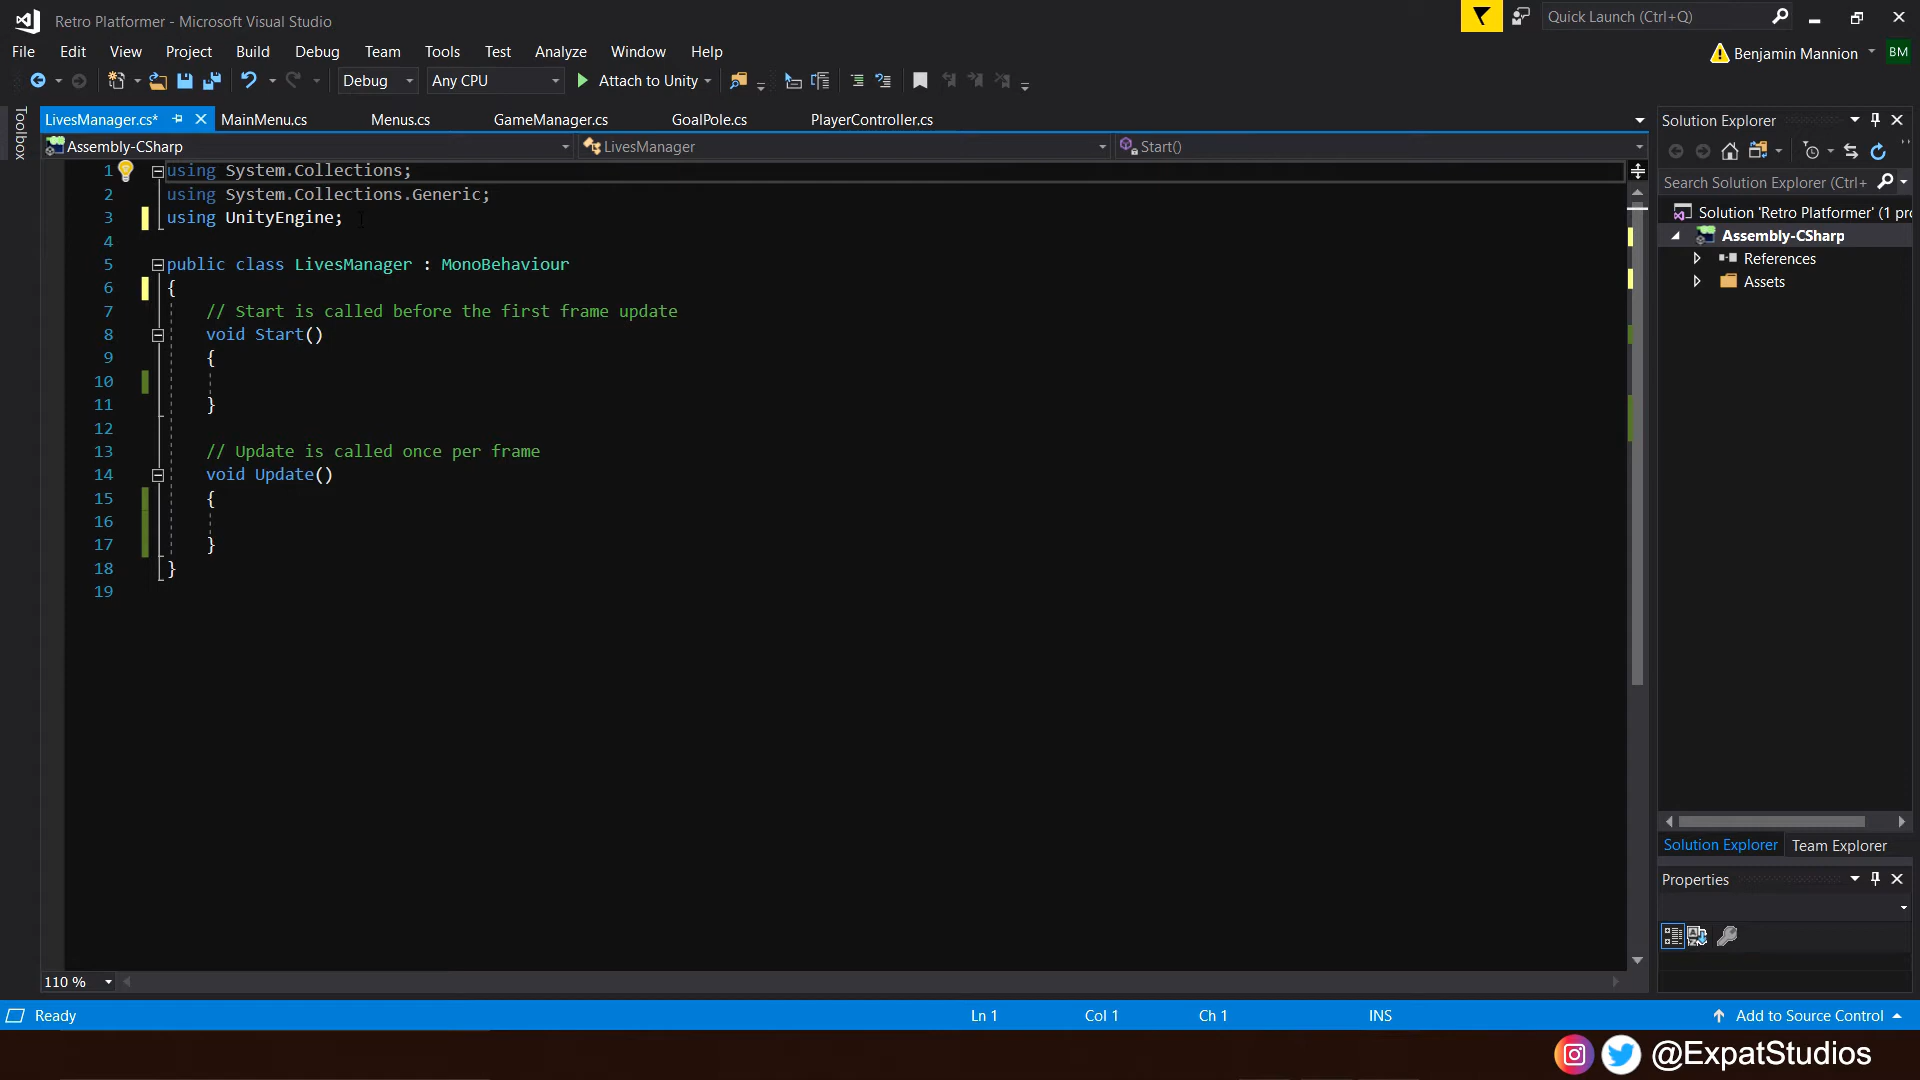 Retro Platformer - Microsoft Visual Studio
Quick Launch (Ctrl+Q)
File Edit View Project Build Debug Team Tools Test Analyze Window Help
Benjamin Mannion BM
Debug Any CPU Attach to Unity
Toolbox
LivesManager.cs* MainMenu.cs Menus.cs GameManager.cs GoalPole.cs PlayerController.cs
Assembly-CSharp LivesManager Start()
1 using System.Collections;
2 using System.Collections.Generic;
3 using UnityEngine;
4
5 public class LivesManager : MonoBehaviour
6 {
7 // Start is called before the first frame update
8 void Start()
9 {
10
11 }
12
13 // Update is called once per frame
14 void Update()
15 {
16
17 }
18 }
19
110 %
Solution Explorer
Search Solution Explorer (Ctrl+
Solution 'Retro Platformer' (1 pro
Assembly-CSharp
References
Assets
Solution Explorer Team Explorer
Properties
Ready Ln 1 Col 1 Ch 1 INS Add to Source Control
@ExpatStudios